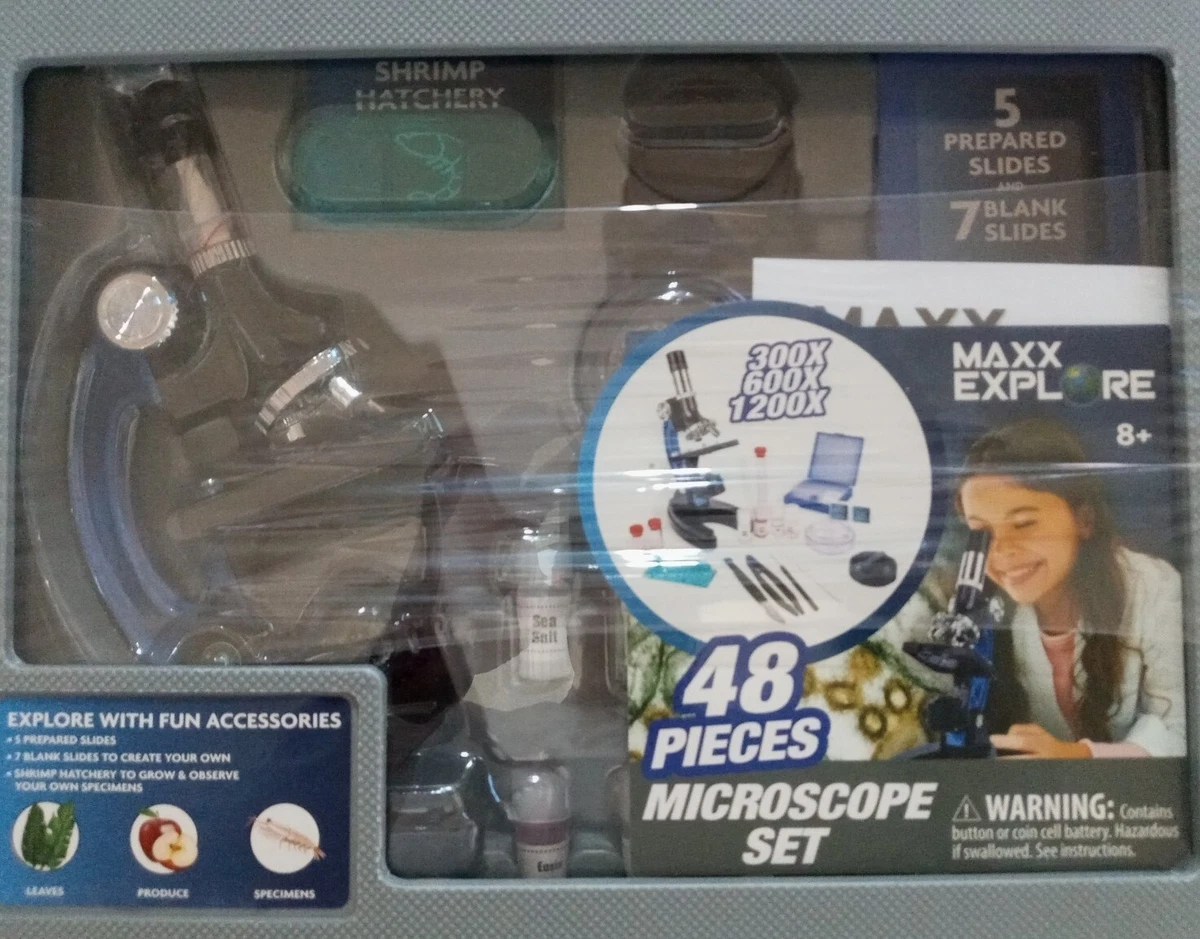 SHRIMP
HATCHERY
5
PREPARED
SLIDES
AND
7 BLANK
SLIDES
MAXX
300X
600X
1200X
MAXX
EXPLORE
8+
Sea
Salt
48
PIECES
MICROSCOPE
SET
WARNING: Contains
button or coin cell battery. Hazardous
if swallowed. See instructions.
Eosin
EXPLORE WITH FUN ACCESSORIES
• 5 PREPARED SLIDES
• 7 BLANK SLIDES TO CREATE YOUR OWN
• SHRIMP HATCHERY TO GROW & OBSERVE
YOUR OWN SPECIMENS
LEAVES
PRODUCE
SPECIMENS